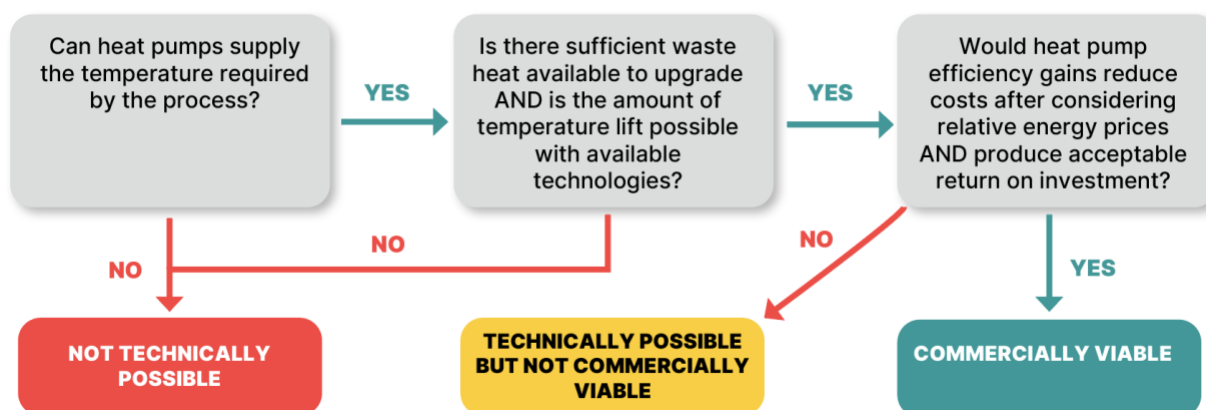 Can heat pumps supply
the temperature required
by the process?
YES
Is there sufficient waste
heat available to upgrade
AND is the amount of
temperature lift possible
with available
technologies?
YES
Would heat pump
efficiency gains reduce
costs after considering
relative energy prices
AND produce acceptable
return on investment?
NO
NO
NO
YES
NOT TECHNICALLY
POSSIBLE
TECHNICALLY POSSIBLE
BUT NOT COMMERCIALLY
VIABLE
COMMERCIALLY VIABLE